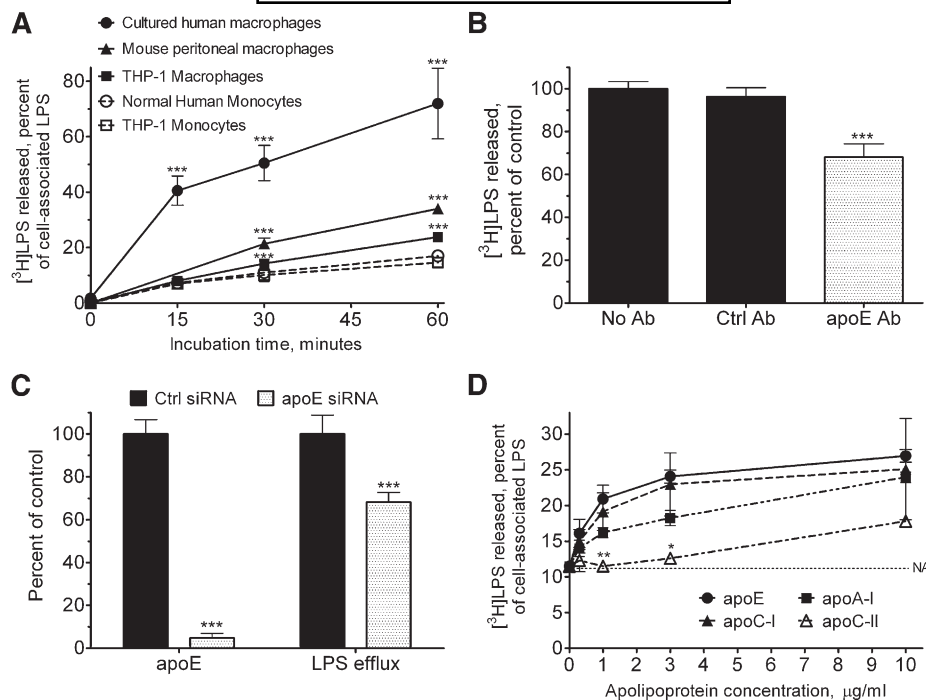 A
Cultured human macrophages
Mouse peritoneal macrophages
THP-1 Macrophages
Normal Human Monocytes
THP-1 Monocytes
[³H]LPS released, percent
of cell-associated LPS
80
60
40
20
0
***
***
***
***
***
***
***
0 15 30 45 60
Incubation time, minutes
B
[³H]LPS released,
percent of control
100
80
60
40
20
0
***
No Ab Ctrl Ab apoE Ab
C
Ctrl siRNA apoE siRNA
Percent of control
100
80
60
40
20
0
***
***
apoE LPS efflux
D
[³H]LPS released, percent
of cell-associated LPS
30
25
20
15
10
5
0
** *
NA
apoE apoA-I
apoC-I apoC-II
0 1 2 3 4 5 6 7 8 9 10
Apolipoprotein concentration, μg/ml